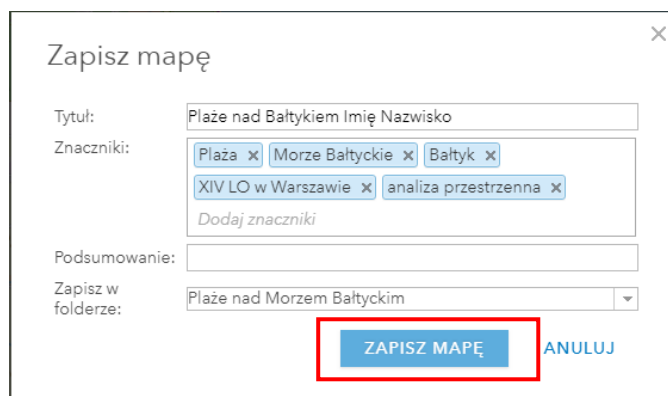 Zapisz mapę
Tytuł: Plaże nad Bałtykiem Imię Nazwisko
Znaczniki: Plaża x Morze Bałtyckie x Bałtyk x
XIV LO w Warszawie x analiza przestrzenna x
Dodaj znaczniki
Podsumowanie:
Zapisz w
folderze: Plaże nad Morzem Bałtyckim
ZAPISZ MAPĘ ANULUJ